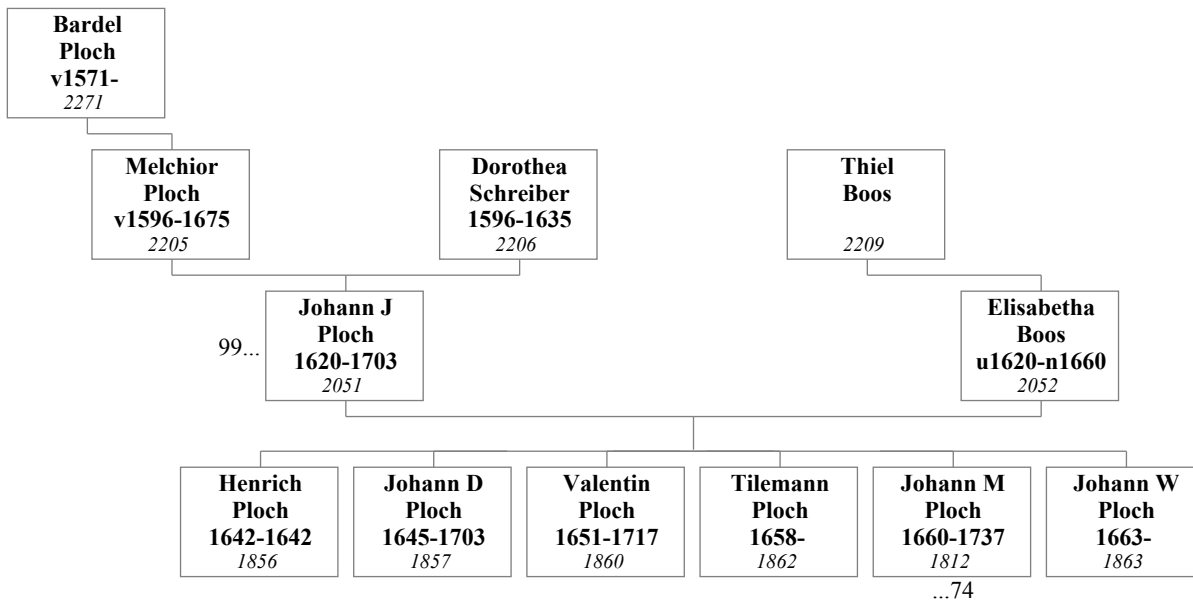 Bardel
Ploch
v1571-
2271
Melchior
Ploch
v1596-1675
2205
Dorothea
Schreiber
1596-1635
2206
Thiel
Boos
2209
99...
Johann J
Ploch
1620-1703
2051
Elisabetha
Boos
u1620-n1660
2052
Henrich
Ploch
1642-1642
1856
Johann D
Ploch
1645-1703
1857
Valentin
Ploch
1651-1717
1860
Tilemann
Ploch
1658-
1862
Johann M
Ploch
1660-1737
1812
...74
Johann W
Ploch
1663-
1863